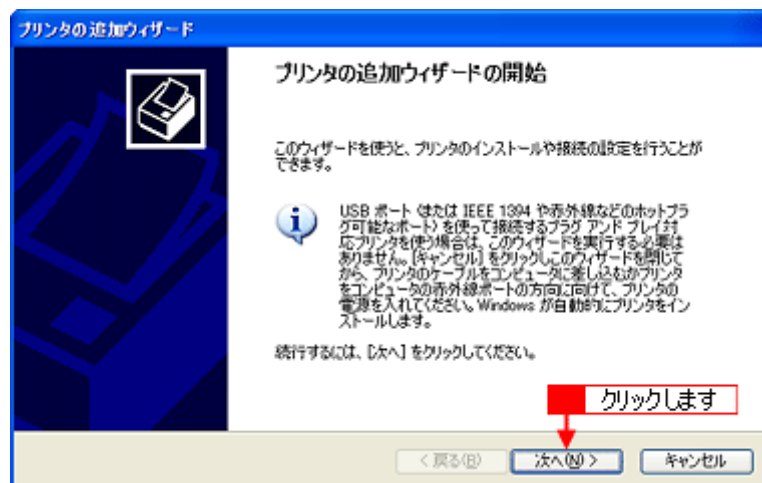 プリンタの追加ウィザード
プリンタの追加ウィザードの開始
このウィザードを使うと、プリンタのインストールや接続の設定を行うことが
できます。
USB ポート (または IEEE 1394 や赤外線などのホットプラ
グ可能なポート) を使って接続するプラグ アンド プレイ対
応プリンタを使う場合は、このウィザードを実行する必要は
ありません。[キャンセル] をクリックしこのウィザードを閉じて
から、プリンタのケーブルをコンピュータに差し込むかプリンタ
をコンピュータの赤外線ポートの方向に向けて、プリンタの
電源を入れてください。Windows が自動的にプリンタをイン
ストールします。
続行するには、[次へ] をクリックしてください。
クリックします
< 戻る(B)
次へ(N) >
キャンセル